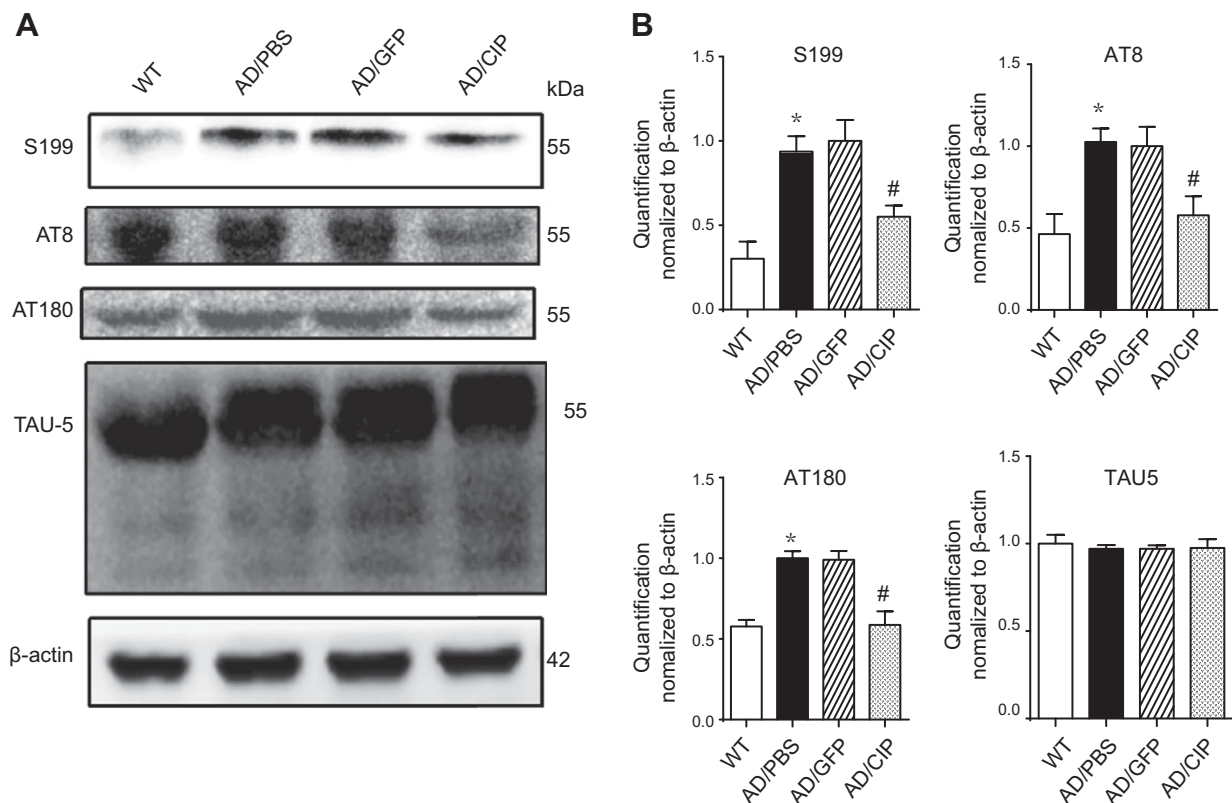 A
WT
AD/PBS
AD/GFP
AD/CIP
kDa
S199
55
AT8
55
AT180
55
TAU-5
55
β-actin
42
B
S199
Quantification
nomalized to β-actin
1.5
1.0
0.5
0.0
*
#
WT
AD/PBS
AD/GFP
AD/CIP
AT8
Quantification
nomalized to β-actin
1.5
1.0
0.5
0.0
*
#
WT
AD/PBS
AD/GFP
AD/CIP
AT180
Quantification
nomalized to β-actin
1.5
1.0
0.5
0.0
*
#
WT
AD/PBS
AD/GFP
AD/CIP
TAU5
Quantification
nomalized to β-actin
1.5
1.0
0.5
0.0
WT
AD/PBS
AD/GFP
AD/CIP